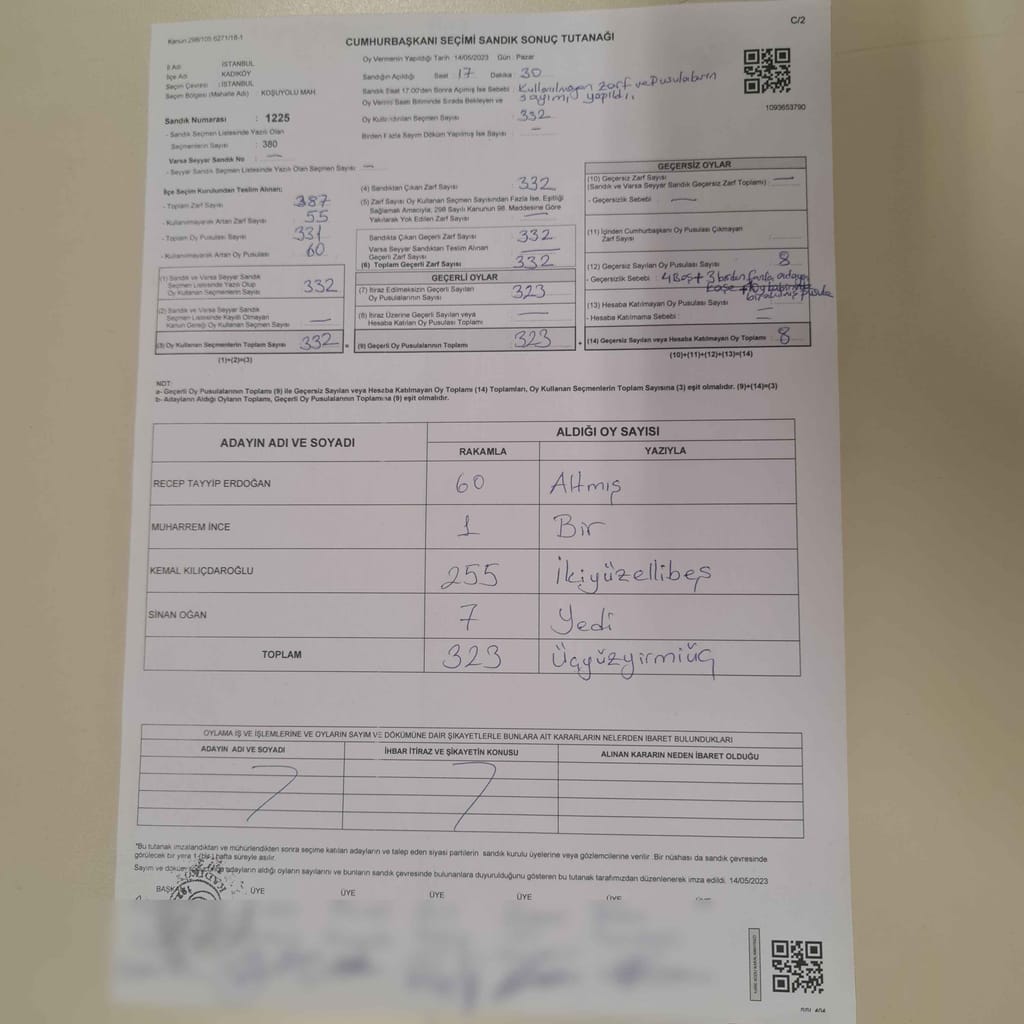 C/2
Kanun 298/105 6271/18-1
CUMHURBAŞKANI SEÇİMİ SANDIK SONUÇ TUTANAĞI
İl Adı : İSTANBUL
İlçe Adı : KADIKÖY
Seçim Çevresi : İSTANBUL
Seçim Bölgesi (Mahalle Adı) : KOŞUYOLU MAH.
Oy Vermenin Yapıldığı Tarih : 14/05/2023 Gün : Pazar
Sandığın Açıldığı Saat : 17 Dakika : 30
Sandık Saat 17:00'den Sonra Açılmış İse Sebebi : Kullanılmayan zarf ve Pusulaların sayımı yapıldı.
Oy Verme Saati Bitiminde Sırada Bekleyen ve
Oy Kullandırılan Seçmen Sayısı : 332
Birden Fazla Sayım Döküm Yapılmış İse Sayısı : —
1093653790
Sandık Numarası : 1225
- Sandık Seçmen Listesinde Yazılı Olan
Seçmenlerin Sayısı : 380
Varsa Seyyar Sandık No : —
- Seyyar Sandık Seçmen Listesinde Yazılı Olan Seçmen Sayısı : —
İlçe Seçim Kurulundan Teslim Alınan;
- Toplam Zarf Sayısı : 387
- Kullanılmayarak Artan Zarf Sayısı : 55
- Toplam Oy Pusulası Sayısı : 331
- Kullanılmayarak Artan Oy Pusulası : 60
(1) Sandık ve Varsa Seyyar Sandık
Seçmen Listesinde Yazılı Olup
Oy Kullanan Seçmenlerin Sayısı : 332
(2) Sandık ve Varsa Seyyar Sandık
Seçmen Listesinde Kayıtlı Olmayan
Kanun Gereği Oy Kullanan Seçmen Sayısı : —
(3) Oy Kullanan Seçmenlerin Toplam Sayısı : 332 =
(1)+(2)=(3)
(4) Sandıktan Çıkan Zarf Sayısı : 332
(5) Zarf Sayısı Oy Kullanan Seçmen Sayısından Fazla İse, Eşitliği
Sağlamak Amacıyla; 298 Sayılı Kanunun 98. Maddesine Göre
Yakılarak Yok Edilen Zarf Sayısı : —
Sandıkta Çıkan Geçerli Zarf Sayısı : 332
Varsa Seyyar Sandıktan Teslim Alınan
Geçerli Zarf Sayısı : —
(6) Toplam Geçerli Zarf Sayısı : 332
GEÇERLİ OYLAR
(7) İtiraz Edilmeksizin Geçerli Sayılan
Oy Pusulalarının Sayısı : 323
(8) İtiraz Üzerine Geçerli Sayılan veya
Hesaba Katılan Oy Pusulası Toplamı : —
(9) Geçerli Oy Pusulalarının Toplamı : 323 +
GEÇERSİZ OYLAR
(10) Geçersiz Zarf Sayısı : —
(Sandık ve Varsa Seyyar Sandık Geçersiz Zarf Toplamı)
- Geçersizlik Sebebi : —
(11) İçinden Cumhurbaşkanı Oy Pusulası Çıkmayan
Zarf Sayısı :
(12) Geçersiz Sayılan Oy Pusulası Sayısı : 8
- Geçersizlik Sebebi : 4 Boş + 3 birden fazla adaya
kaşe + 1
pusula
(13) Hesaba Katılmayan Oy Pusulası Sayısı : —
- Hesaba Katılmama Sebebi : —
(14) Geçersiz Sayılan veya Hesaba Katılmayan Oy Toplamı : 8
(10)+(11)+(12)+(13)=(14)
NOT:
a- Geçerli Oy Pusulalarının Toplamı (9) ile Geçersiz Sayılan veya Hesaba Katılmayan Oy Toplamı (14) Toplamları, Oy Kullanan Seçmenlerin Toplam Sayısına (3) eşit olmalıdır. (9)+(14)=(3)
b- Adayların Aldığı Oyların Toplamı, Geçerli Oy Pusulalarının Toplamına (9) eşit olmalıdır.
ADAYIN ADI VE SOYADI ALDIĞI OY SAYISI
RAKAMLA YAZIYLA
RECEP TAYYİP ERDOĞAN 60 Altmış
MUHARREM İNCE 1 Bir
KEMAL KILIÇDAROĞLU 255 İkiyüzellibeş
SİNAN OĞAN 7 Yedi
TOPLAM 323 Üçyüzyirmiüç
OYLAMA İŞ VE İŞLEMLERİNE VE OYLARIN SAYIM VE DÖKÜMÜNE DAİR ŞİKAYETLERLE BUNLARA AİT KARARLARIN NELERDEN İBARET BULUNDUKLARI
ADAYIN ADI VE SOYADI İHBAR İTİRAZ VE ŞİKAYETİN KONUSU ALINAN KARARIN NEDEN İBARET OLDUĞU
*Bu tutanak imzalandıktan ve mühürlendikten sonra seçime katılan adayların ve talep eden siyasi partilerin sandık kurulu üyelerine veya gözlemcilerine verilir. Bir nüshası da sandık çevresinde
görülecek bir yere 1 (bir) hafta süreyle asılır.
Sayım ve döküm adayların aldığı oyların sayılarını ve bunların sandık çevresinde bulunanlara duyurulduğunu gösteren bu tutanak tarafımızdan düzenlenerek imza edildi. 14/05/2023
BAŞKAN ÜYE ÜYE ÜYE ÜYE ÜYE